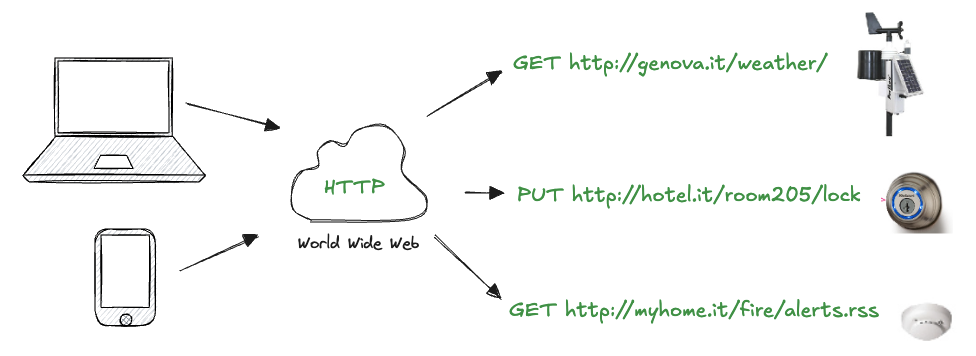 GET http://genova.it/weather/
HTTP
PUT http://hotel.it/room205/lock
World Wide Web
GET http://myhome.it/fire/alerts.rss